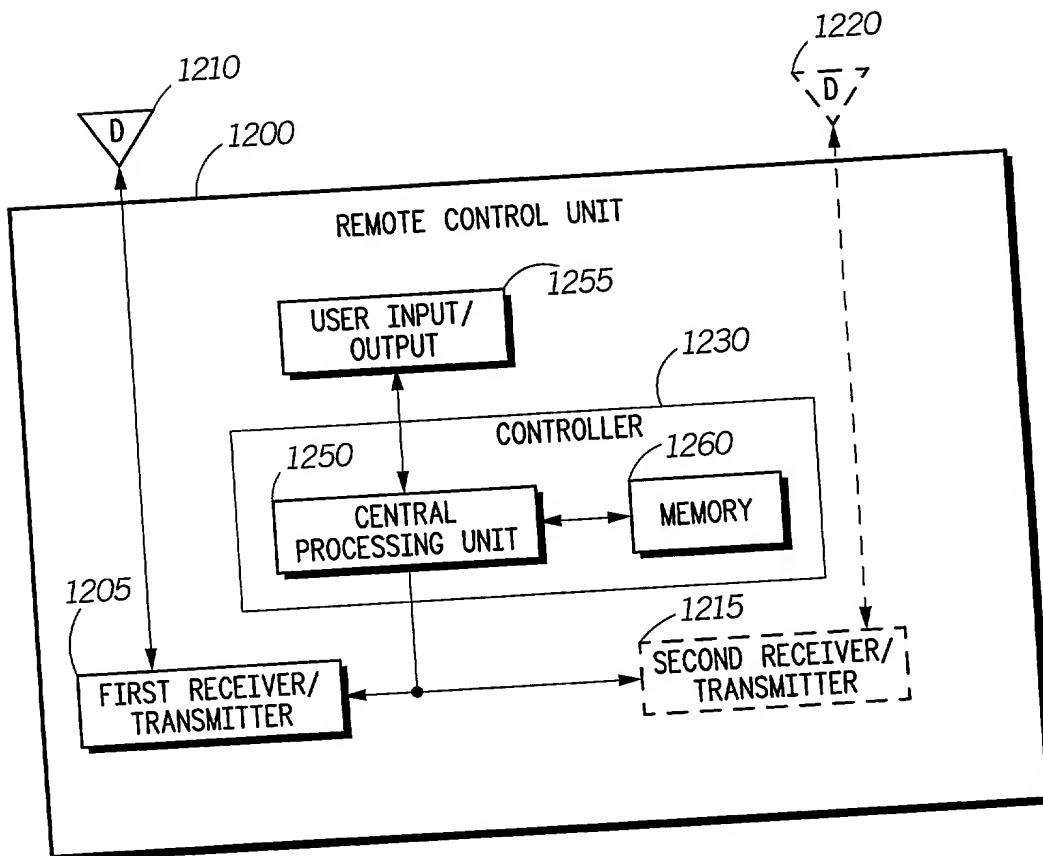 1220
D
1210
D
1200
REMOTE CONTROL UNIT
1255
USER INPUT/
OUTPUT
1230
CONTROLLER
1250
1260
CENTRAL
PROCESSING UNIT
MEMORY
1205
1215
FIRST RECEIVER/
TRANSMITTER
SECOND RECEIVER/
TRANSMITTER